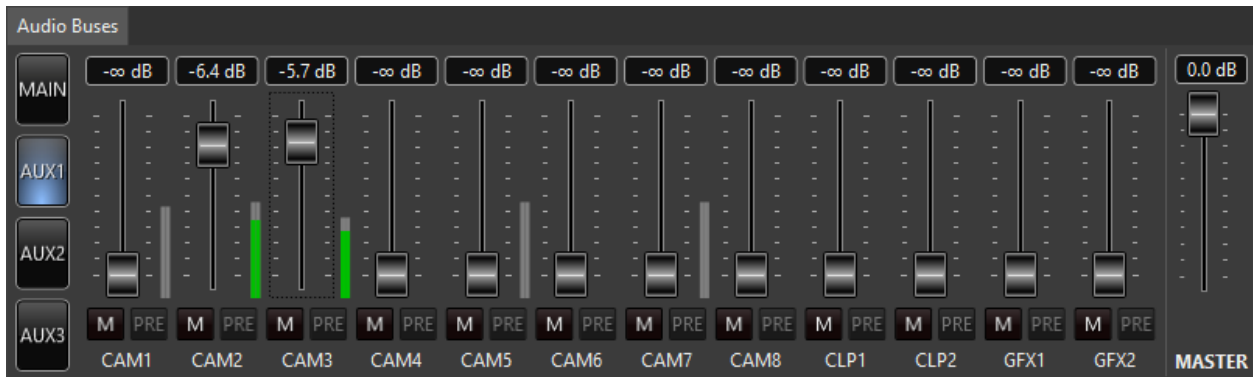 Audio Buses
MAIN
AUX1
AUX2
AUX3
-∞ dB -6.4 dB -5.7 dB -∞ dB -∞ dB -∞ dB -∞ dB -∞ dB -∞ dB -∞ dB -∞ dB -∞ dB 0.0 dB
M PRE M PRE M PRE M PRE M PRE M PRE M PRE M PRE M PRE M PRE M PRE M PRE
CAM1 CAM2 CAM3 CAM4 CAM5 CAM6 CAM7 CAM8 CLP1 CLP2 GFX1 GFX2 MASTER